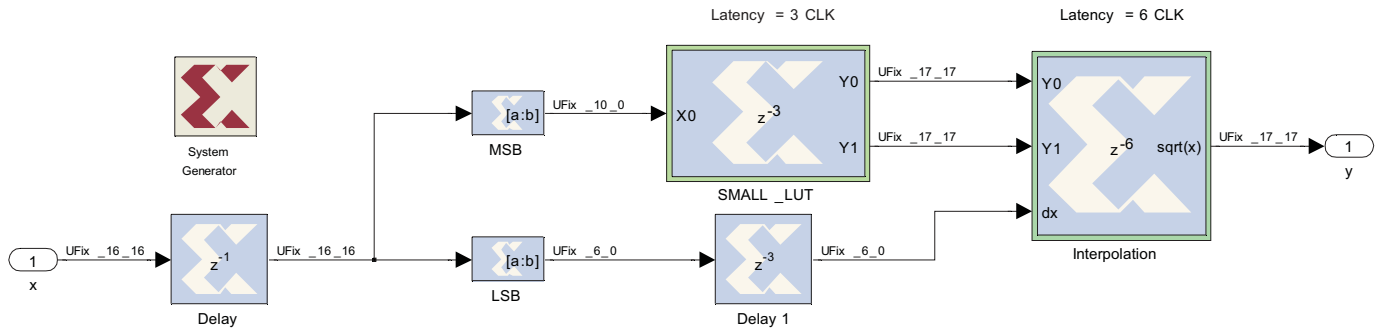 Latency = 3 CLK
Latency = 6 CLK
System
Generator
UFix _10_0
[a:b]
MSB
X0
z-3
Y0
Y1
SMALL _LUT
UFix _17_17
UFix _17_17
Y0
Y1
dx
z-6
sqrt(x)
Interpolation
UFix _17_17
1
y
1
x
UFix _16_16
z-1
Delay
UFix _16_16
[a:b]
LSB
UFix _6_0
z-3
Delay 1
UFix _6_0